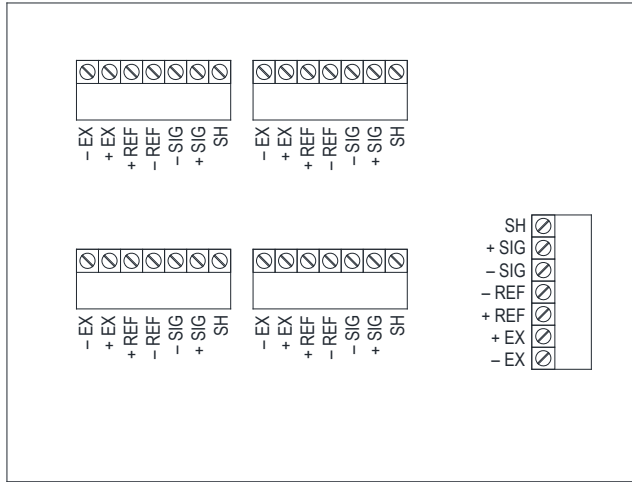 – EX
+ EX
+ REF
– REF
– SIG
+ SIG
SH
– EX
+ EX
+ REF
– REF
– SIG
+ SIG
SH
– EX
+ EX
+ REF
– REF
– SIG
+ SIG
SH
– EX
+ EX
+ REF
– REF
– SIG
+ SIG
SH
SH
+ SIG
– SIG
– REF
+ REF
+ EX
– EX